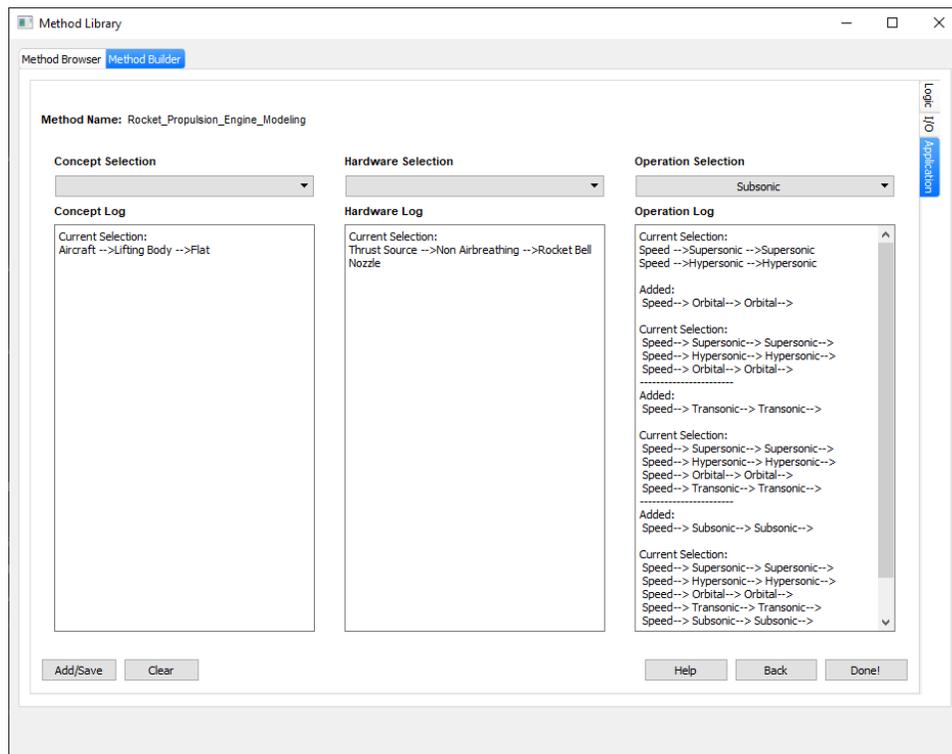 Method Library
Method Browser Method Builder
Logic
I/O
Application
Method Name: Rocket_Propulsion_Engine_Modeling
Concept Selection
Concept Log
Current Selection:
Aircraft -->Lifting Body -->Flat
Hardware Selection
Hardware Log
Current Selection:
Thrust Source -->Non Airbreathing -->Rocket Bell
Nozzle
Operation Selection
Subsonic
Operation Log
Current Selection:
Speed -->Supersonic -->Supersonic
Speed -->Hypersonic -->Hypersonic
Added:
Speed--> Orbital--> Orbital-->
Current Selection:
Speed--> Supersonic--> Supersonic-->
Speed--> Hypersonic--> Hypersonic-->
Speed--> Orbital--> Orbital-->
-----------------------
Added:
Speed--> Transonic--> Transonic-->
Current Selection:
Speed--> Supersonic--> Supersonic-->
Speed--> Hypersonic--> Hypersonic-->
Speed--> Orbital--> Orbital-->
Speed--> Transonic--> Transonic-->
-----------------------
Added:
Speed--> Subsonic--> Subsonic-->
Current Selection:
Speed--> Supersonic--> Supersonic-->
Speed--> Hypersonic--> Hypersonic-->
Speed--> Orbital--> Orbital-->
Speed--> Transonic--> Transonic-->
Speed--> Subsonic--> Subsonic-->
Add/Save Clear Help Back Done!